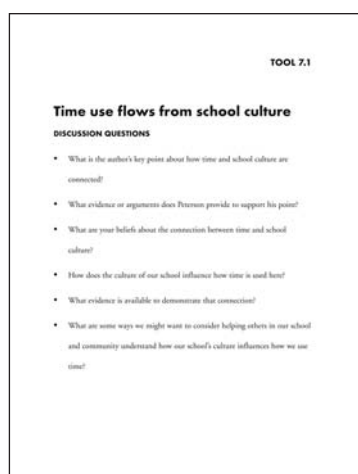 TOOL 7.1
Time use flows from school culture
DISCUSSION QUESTIONS
• What is the author's key point about how time and school culture are
connected?
• What evidence or arguments does Peterson provide to support his point?
• What are your beliefs about the connection between time and school
culture?
• How does the culture of our school influence how time is used here?
• What evidence is available to demonstrate that connection?
• What are some ways we might want to consider helping others in our school
and community understand how our school's culture influences how we use
time?